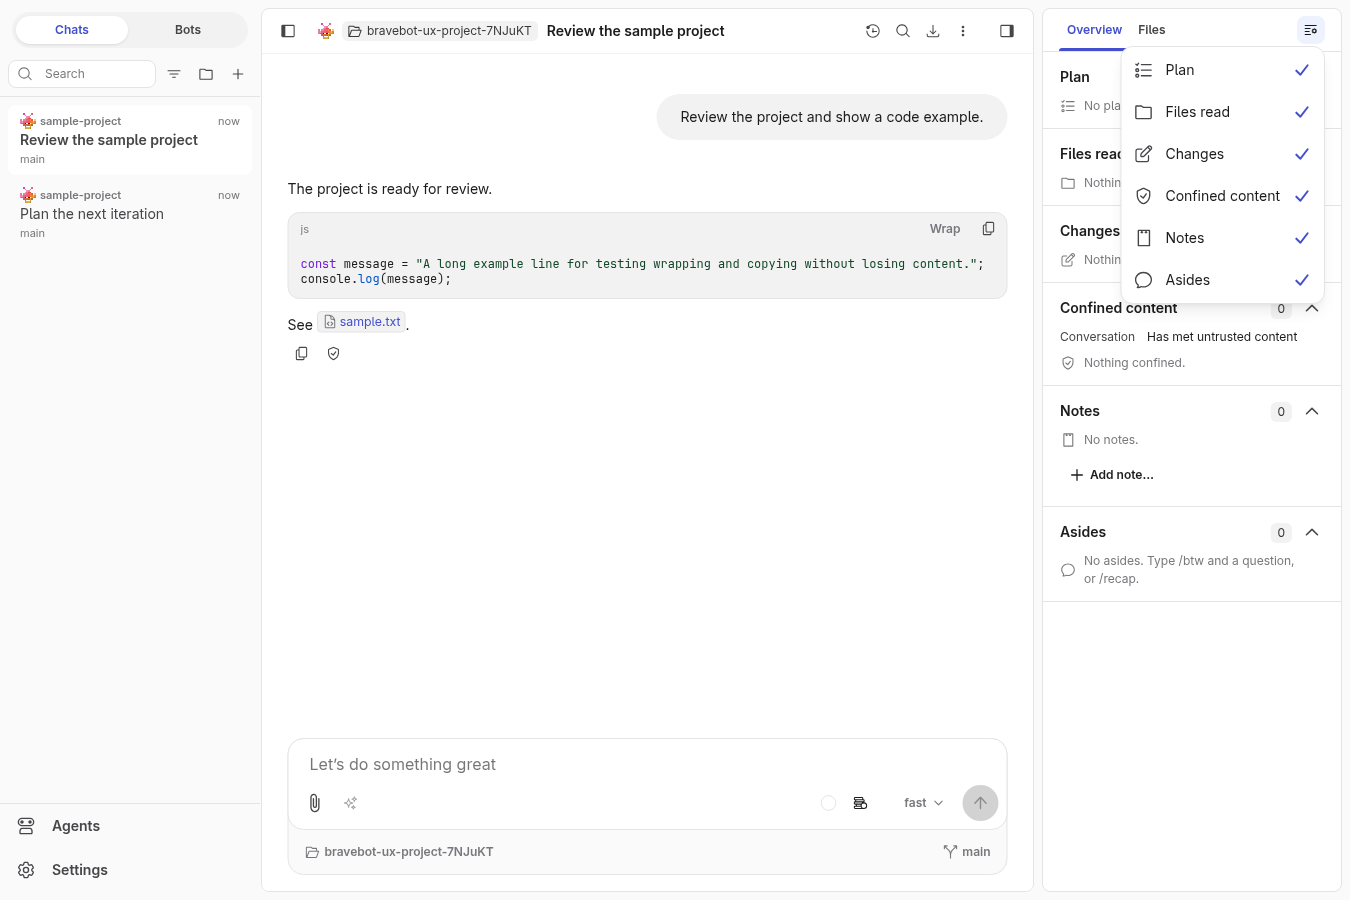 Chats
Bots
Search
sample-project
now
Review the sample project
main
sample-project
now
Plan the next iteration
main
Agents
Settings
bravebot-ux-project-7NJuKT
Review the sample project
Review the project and show a code example.
The project is ready for review.
js
Wrap
const message = "A long example line for testing wrapping and copying without losing content.";
console.log(message);
See sample.txt.
Let's do something great
fast
bravebot-ux-project-7NJuKT
main
Overview
Files
Plan
No pla
Files read
Nothin
Changes
Nothin
Plan
Files read
Changes
Confined content
Notes
Asides
Confined content
0
Conversation Has met untrusted content
Nothing confined.
Notes
0
No notes.
Add note...
Asides
0
No asides. Type /btw and a question,
or /recap.